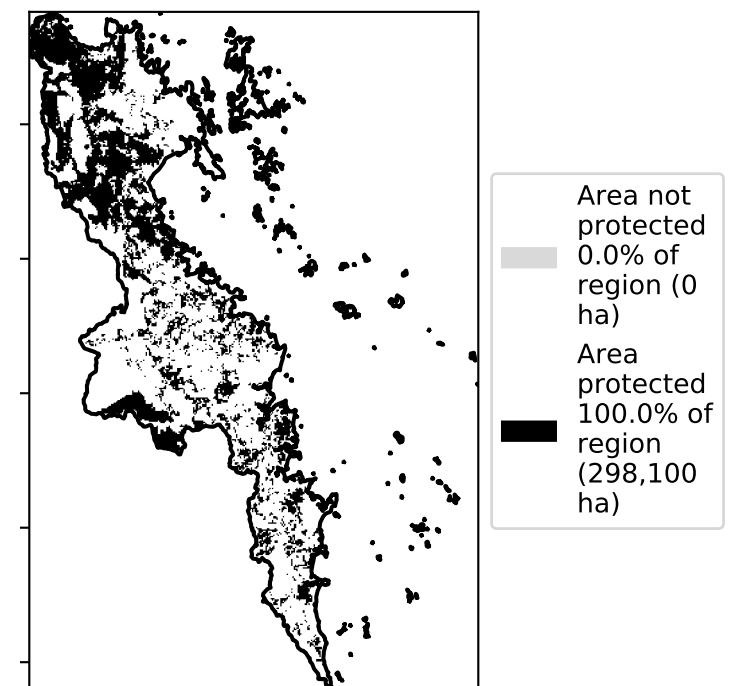 Area not
protected
0.0% of
region (0
ha)
Area
protected
100.0% of
region
(298,100
ha)